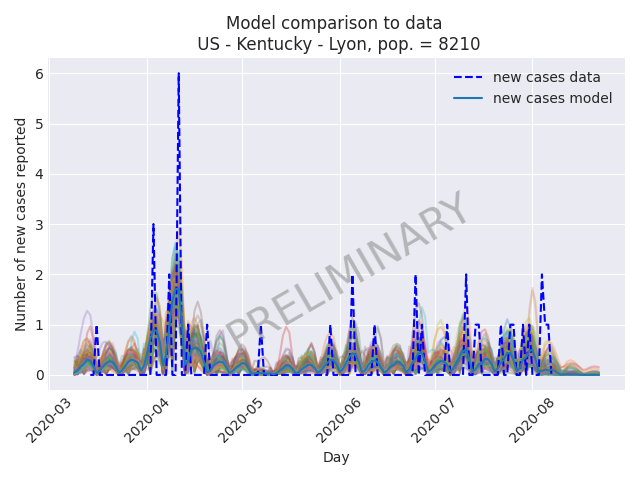 Model comparison to data
US - Kentucky - Lyon, pop. = 8210
new cases data
new cases model
PRELIMINARY
Number of new cases reported
6
5
4
3
2
1
0
2020-03
2020-04
2020-05
2020-06
2020-07
2020-08
Day